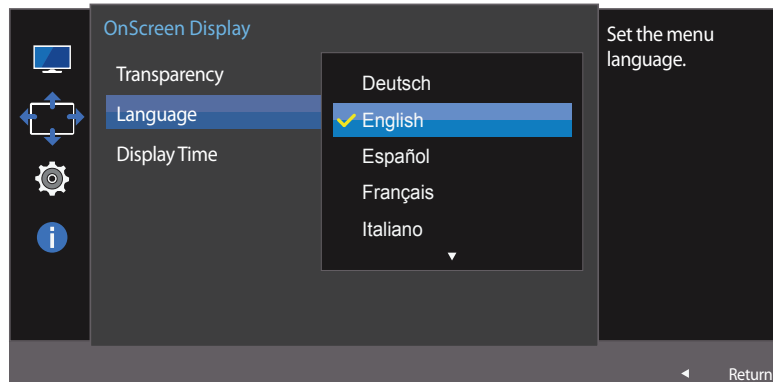 OnScreen Display
Transparency
Language
Display Time
Deutsch
English
Español
Français
Italiano
Set the menu
language.
Return